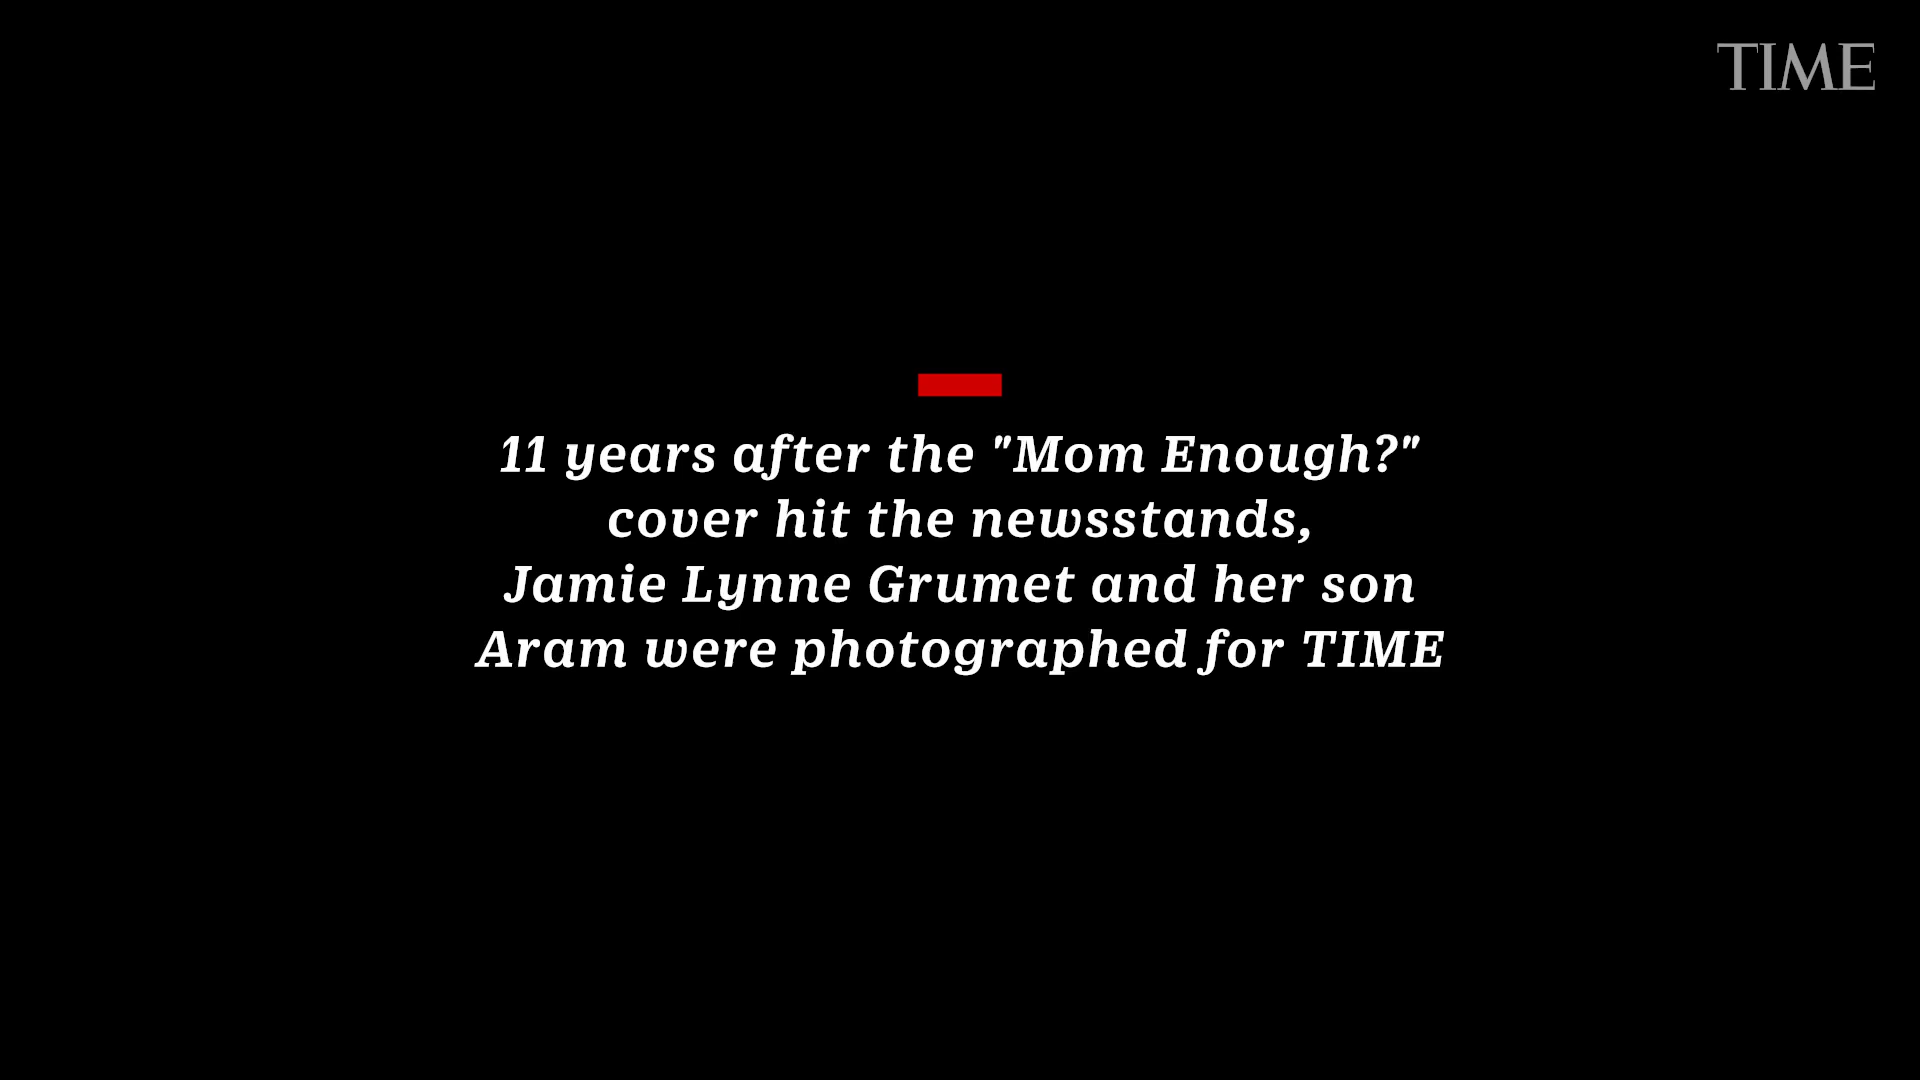 TIME
11 years after the "Mom Enough?"
cover hit the newsstands,
Jamie Lynne Grumet and her son
Aram were photographed for TIME